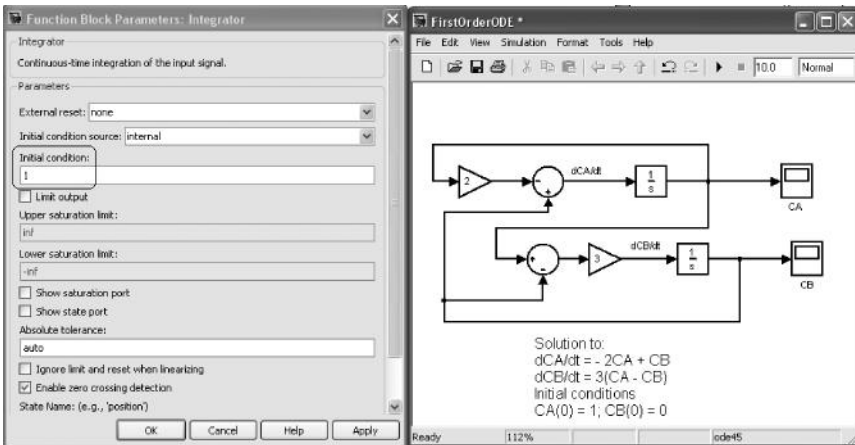 Function Block Parameters: Integrator
Integrator
Continuous-time integration of the input signal.
Parameters
External reset: none
Initial condition source: internal
Initial condition:
1
Limit output
Upper saturation limit:
inf
Lower saturation limit:
-inf
Show saturation port
Show state port
Absolute tolerance:
auto
Ignore limit and reset when linearizing
Enable zero crossing detection
State Name: (e.g., 'position')
OK Cancel Help Apply
FirstOrderODE *
File Edit View Simulation Format Tools Help
10.0 Normal
2
dCA/dt
1
s
CA
3
dCB/dt
1
s
CB
Solution to:
dCA/dt = - 2CA + CB
dCB/dt = 3(CA - CB)
Initial conditions
CA(0) = 1; CB(0) = 0
Ready 112% ode45